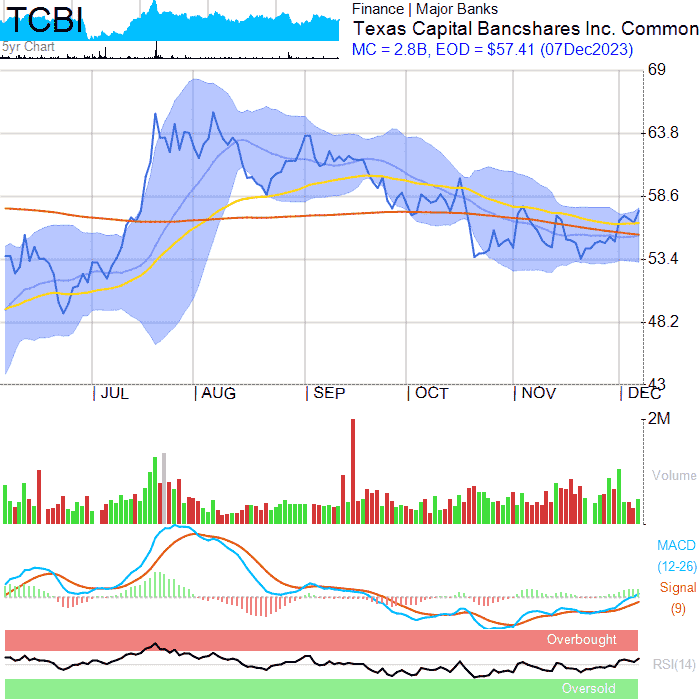 TCBI
5yr Chart
Finance | Major Banks
Texas Capital Bancshares Inc. Common
MC = 2.8B, EOD = $57.41 (07Dec2023)
69
63.8
58.6
53.4
48.2
43
JUL
AUG
SEP
OCT
NOV
DEC
2M
Volume
MACD
(12-26)
Signal
(9)
Overbought
RSI(14)
Oversold